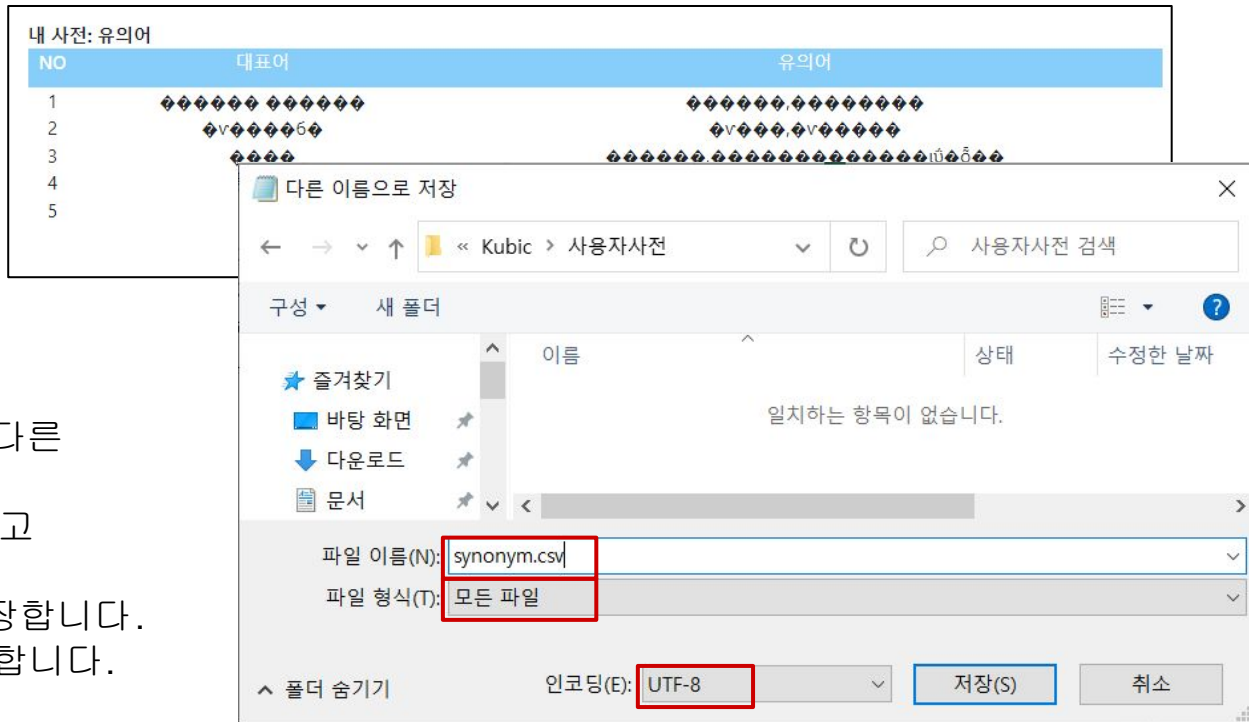 내 사전: 유의어
NO 대표어 유의어
1 ������ ������ ������,��������
2 �ѵ����б� �ѵ���,�ѵ�����
3 ����
4
5
다른 이름으로 저장
« Kubic > 사용자사전
사용자사전 검색
구성 새 폴더
이름 상태 수정한 날짜
즐겨찾기
바탕 화면
다운로드
문서
일치하는 항목이 없습니다.
파일 이름(N): synonym.csv
파일 형식(T): 모든 파일
폴더 숨기기 인코딩(E): UTF-8 저장(S) 취소
다른
고
장합니다.
합니다.